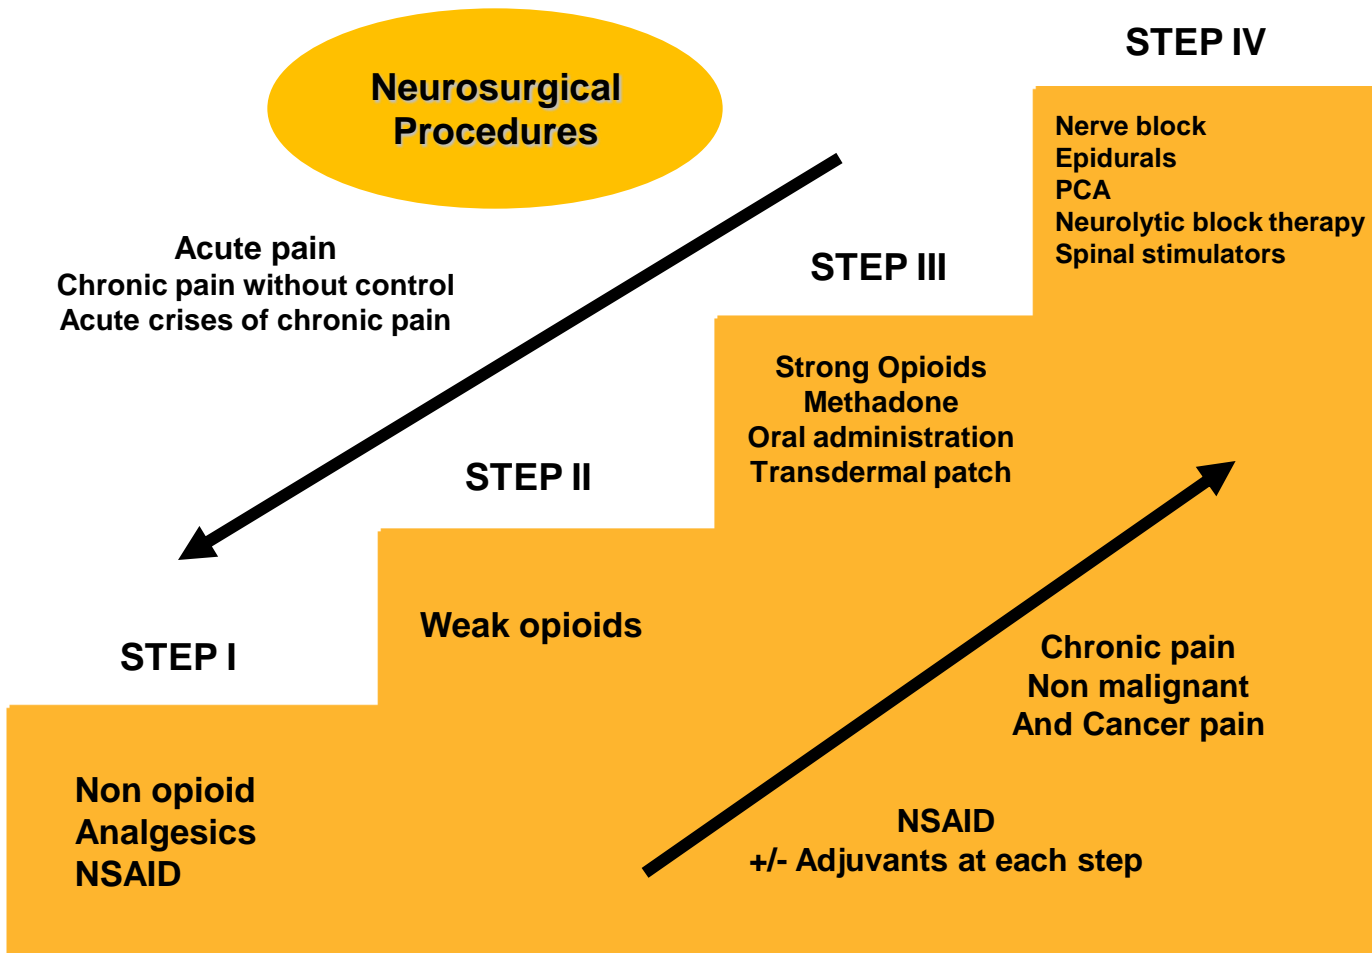 STEP IV
Neurosurgical
Procedures
Nerve block
Epidurals
PCA
Neurolytic block therapy
Spinal stimulators
Acute pain
Chronic pain without control
Acute crises of chronic pain
STEP III
Strong Opioids
Methadone
Oral administration
Transdermal patch
STEP II
Weak opioids
STEP I
Chronic pain
Non malignant
And Cancer pain
Non opioid
Analgesics
NSAID
NSAID
+/- Adjuvants at each step